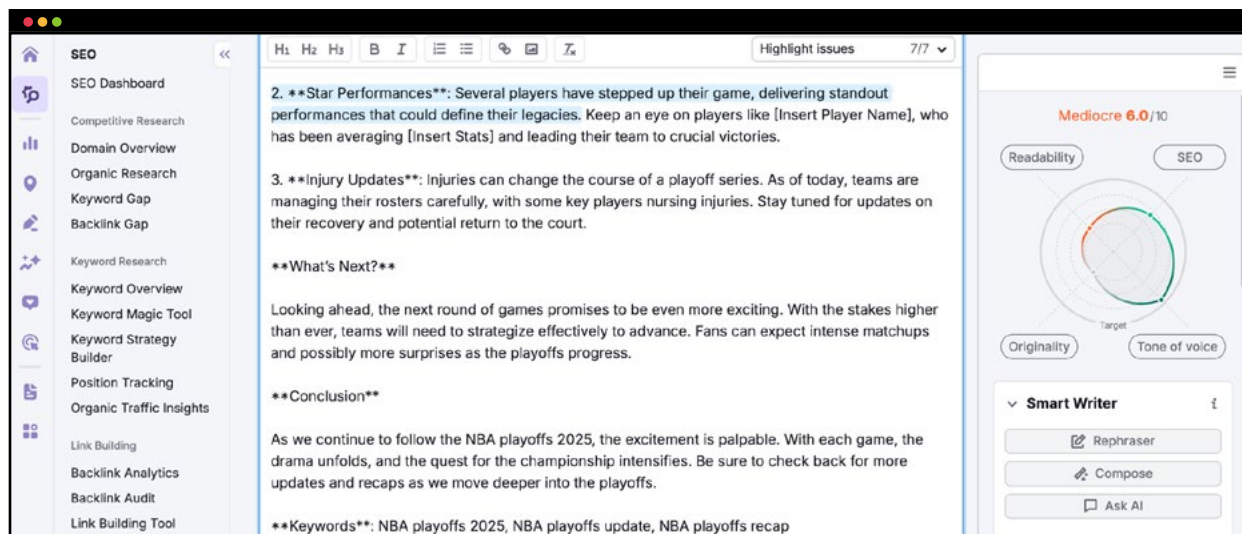 SEO
SEO Dashboard
Competitive Research
Domain Overview
Organic Research
Keyword Gap
Backlink Gap
Keyword Research
Keyword Overview
Keyword Magic Tool
Keyword Strategy
Builder
Position Tracking
Organic Traffic Insights
Link Building
Backlink Analytics
Backlink Audit
Link Building Tool
H1 H2 H3 B I Tx
Highlight issues 7/7
2. **Star Performances**: Several players have stepped up their game, delivering standout
performances that could define their legacies. Keep an eye on players like [Insert Player Name], who
has been averaging [Insert Stats] and leading their team to crucial victories.
3. **Injury Updates**: Injuries can change the course of a playoff series. As of today, teams are
managing their rosters carefully, with some key players nursing injuries. Stay tuned for updates on
their recovery and potential return to the court.
**What's Next?**
Looking ahead, the next round of games promises to be even more exciting. With the stakes higher
than ever, teams will need to strategize effectively to advance. Fans can expect intense matchups
and possibly more surprises as the playoffs progress.
**Conclusion**
As we continue to follow the NBA playoffs 2025, the excitement is palpable. With each game, the
drama unfolds, and the quest for the championship intensifies. Be sure to check back for more
updates and recaps as we move deeper into the playoffs.
**Keywords**: NBA playoffs 2025, NBA playoffs update, NBA playoffs recap
Mediocre 6.0/10
Readability
SEO
Target
Originality
Tone of voice
Smart Writer i
Rephraser
Compose
Ask AI